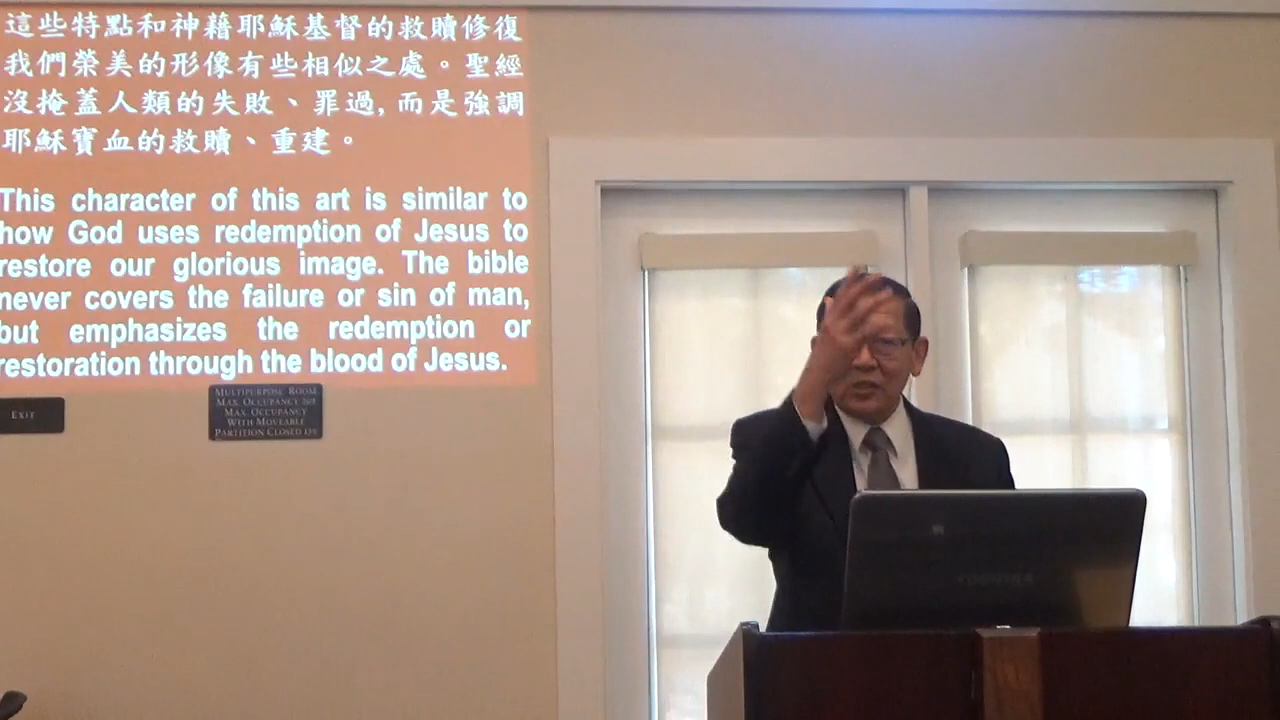 這些特點和神藉耶穌基督的救贖修復
我們榮美的形像有些相似之處。聖經
沒掩蓋人類的失敗、罪過,而是強調
耶穌寶血的救贖、重建。
This character of this art is similar to
how God uses redemption of Jesus to
restore our glorious image. The bible
never covers the failure or sin of man,
but emphasizes the redemption or
restoration through the blood of Jesus.
EXIT
MULTIPURPOSE ROOM
MAX. OCCUPANCY
MAX. OCCUPANCY
WITH MOVEABLE
PARTITION CLOSED